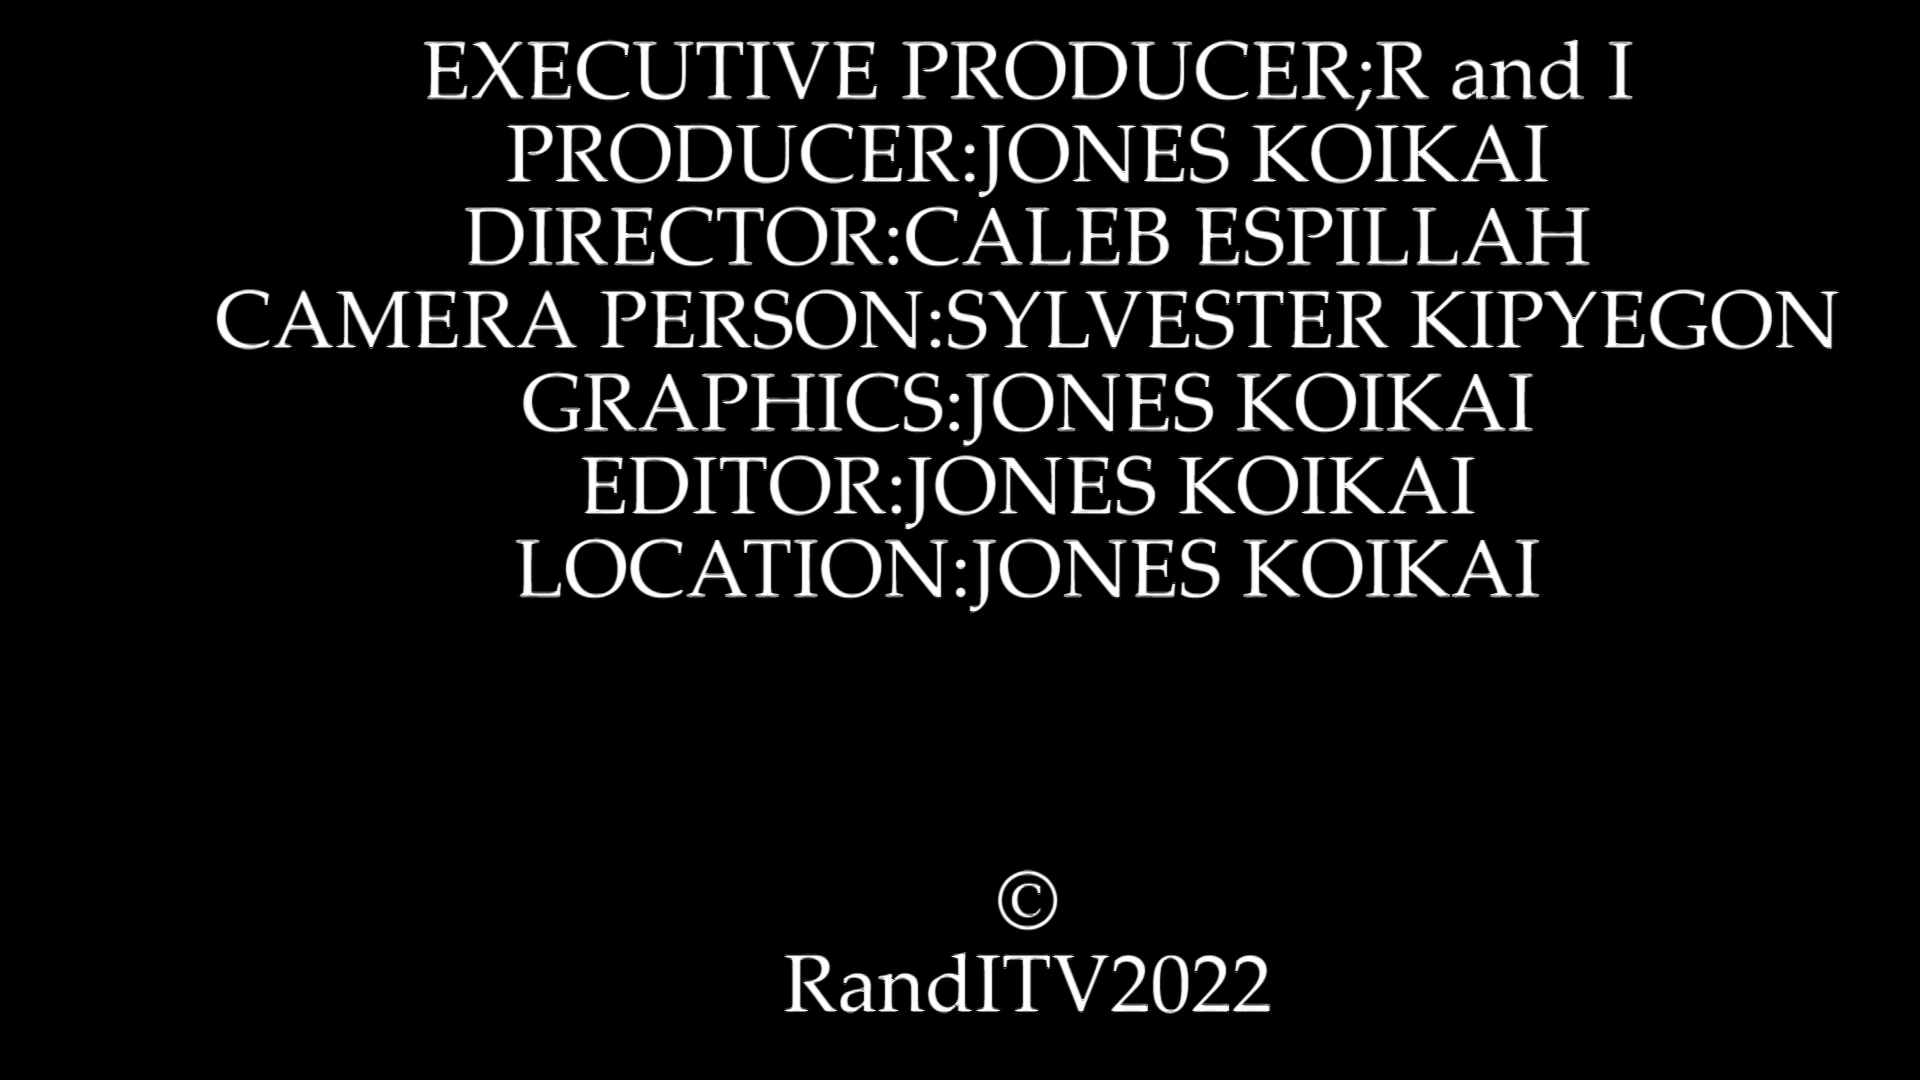 EXECUTIVE PRODUCER;R and I
PRODUCER:JONES KOIKAI
DIRECTOR:CALEB ESPILLAH
CAMERA PERSON:SYLVESTER KIPYEGON
GRAPHICS:JONES KOIKAI
EDITOR:JONES KOIKAI
LOCATION:JONES KOIKAI
©
RandITV2022